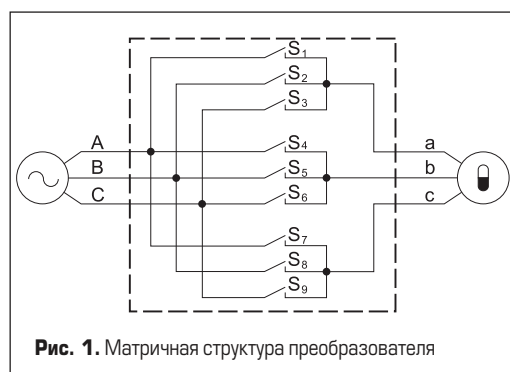 S1
S2
S3
A
a
S4
B
b
S5
C
c
S6
S7
S8
S9
Рис. 1. Матричная структура преобразователя